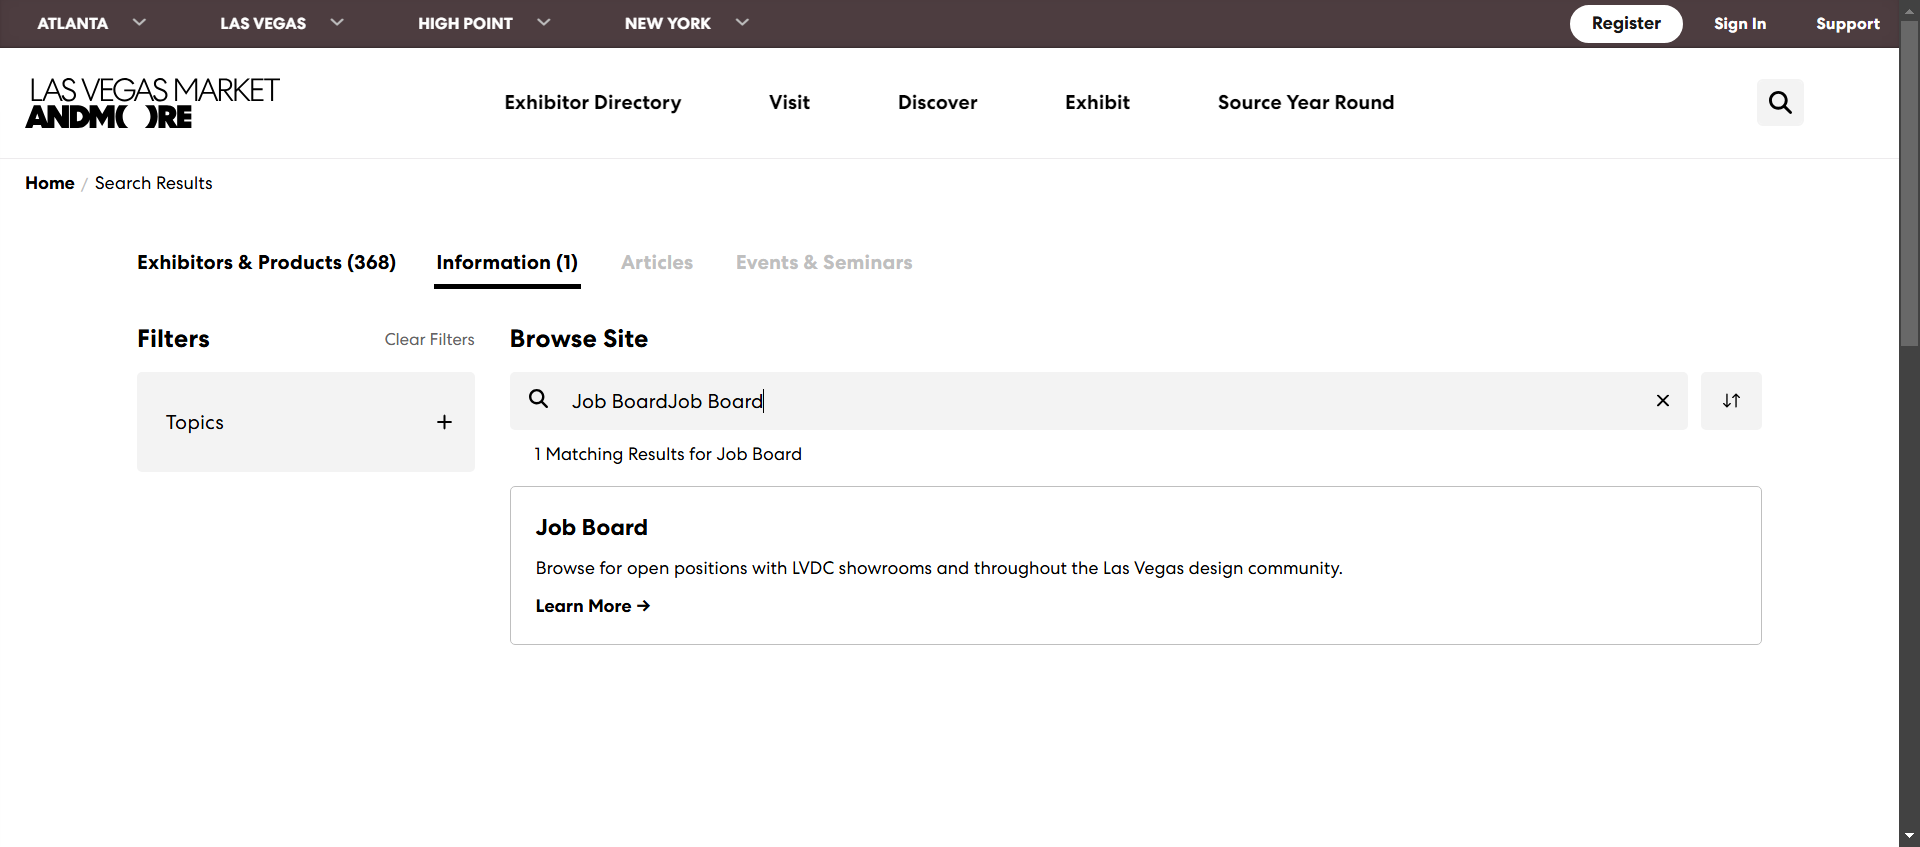 ATLANTA LAS VEGAS HIGH POINT NEW YORK Register Sign In Support
LAS VEGAS MARKET
ANDMORE
Exhibitor Directory Visit Discover Exhibit Source Year Round
Home / Search Results
Exhibitors & Products (368) Information (1) Articles Events & Seminars
Filters Clear Filters
Topics
Browse Site
Job BoardJob Board
1 Matching Results for Job Board
Job Board
Browse for open positions with LVDC showrooms and throughout the Las Vegas design community.
Learn More →